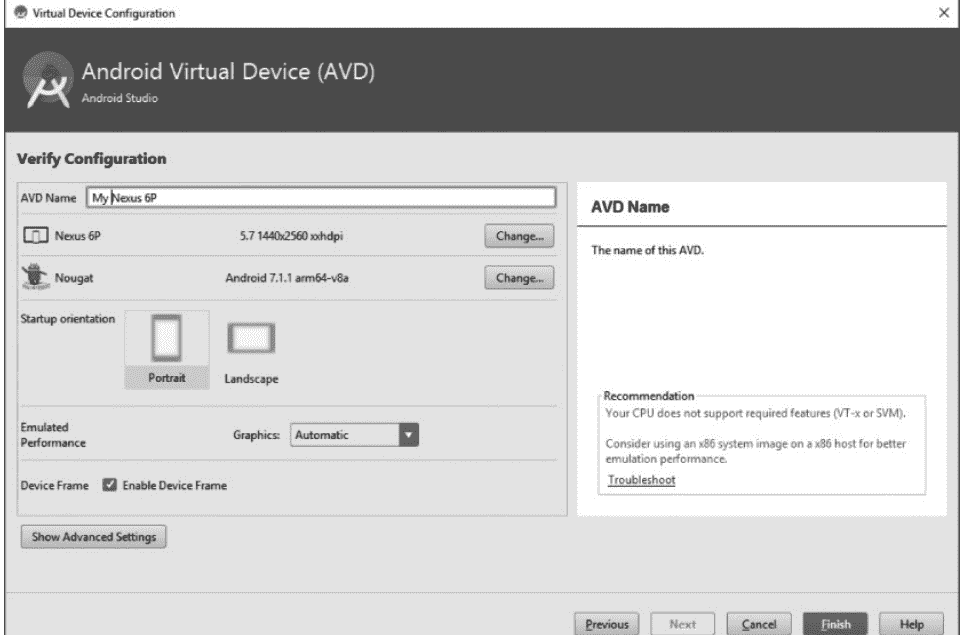 Virtual Device Configuration
Android Virtual Device (AVD)
Android Studio
Verify Configuration
AVD Name My Nexus 6P
Nexus 6P 5.7 1440x2560 xxhdpi Change...
Nougat Android 7.1.1 arm64-v8a Change...
Startup orientation
Portrait
Landscape
Emulated
Performance
Graphics: Automatic
Device Frame Enable Device Frame
Show Advanced Settings
AVD Name
The name of this AVD.
Recommendation
Your CPU does not support required features (VT-x or SVM).
Consider using an x86 system image on a x86 host for better
emulation performance.
Troubleshoot
Previous Next Cancel Finish Help